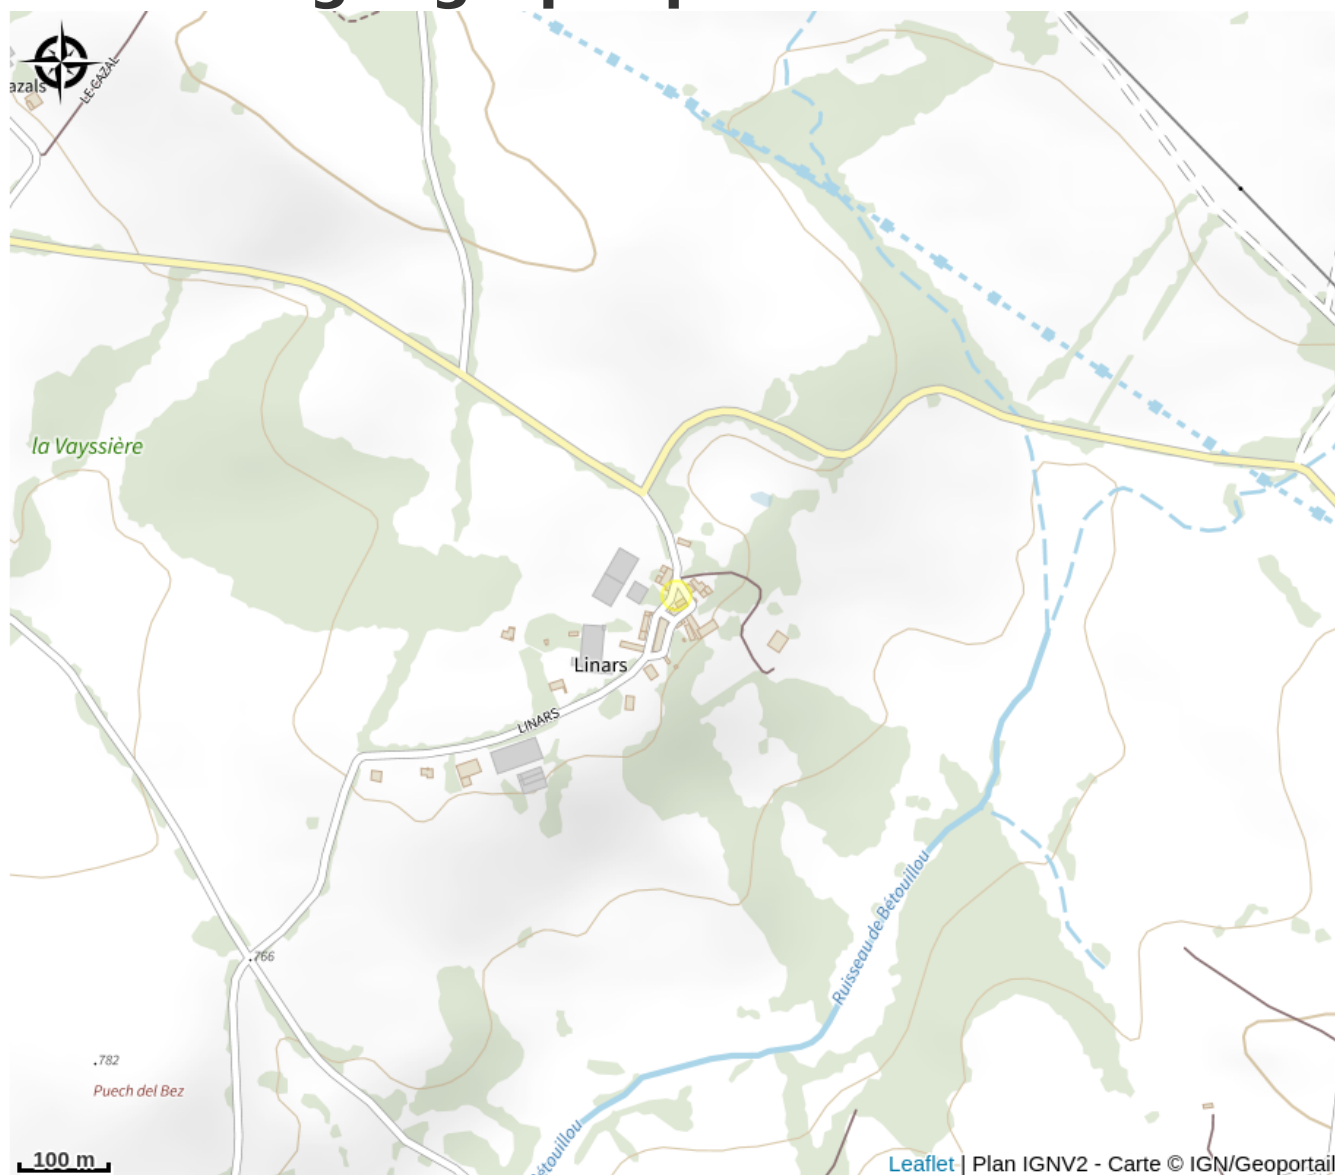 LE CAZAL
azals
la Vayssière
Linars
LINARS
Ruisseau de Bétouillou
766
782
Puech del Bez
étouillou
100 m
Leaflet | Plan IGNV2 - Carte © IGN/Geoportail